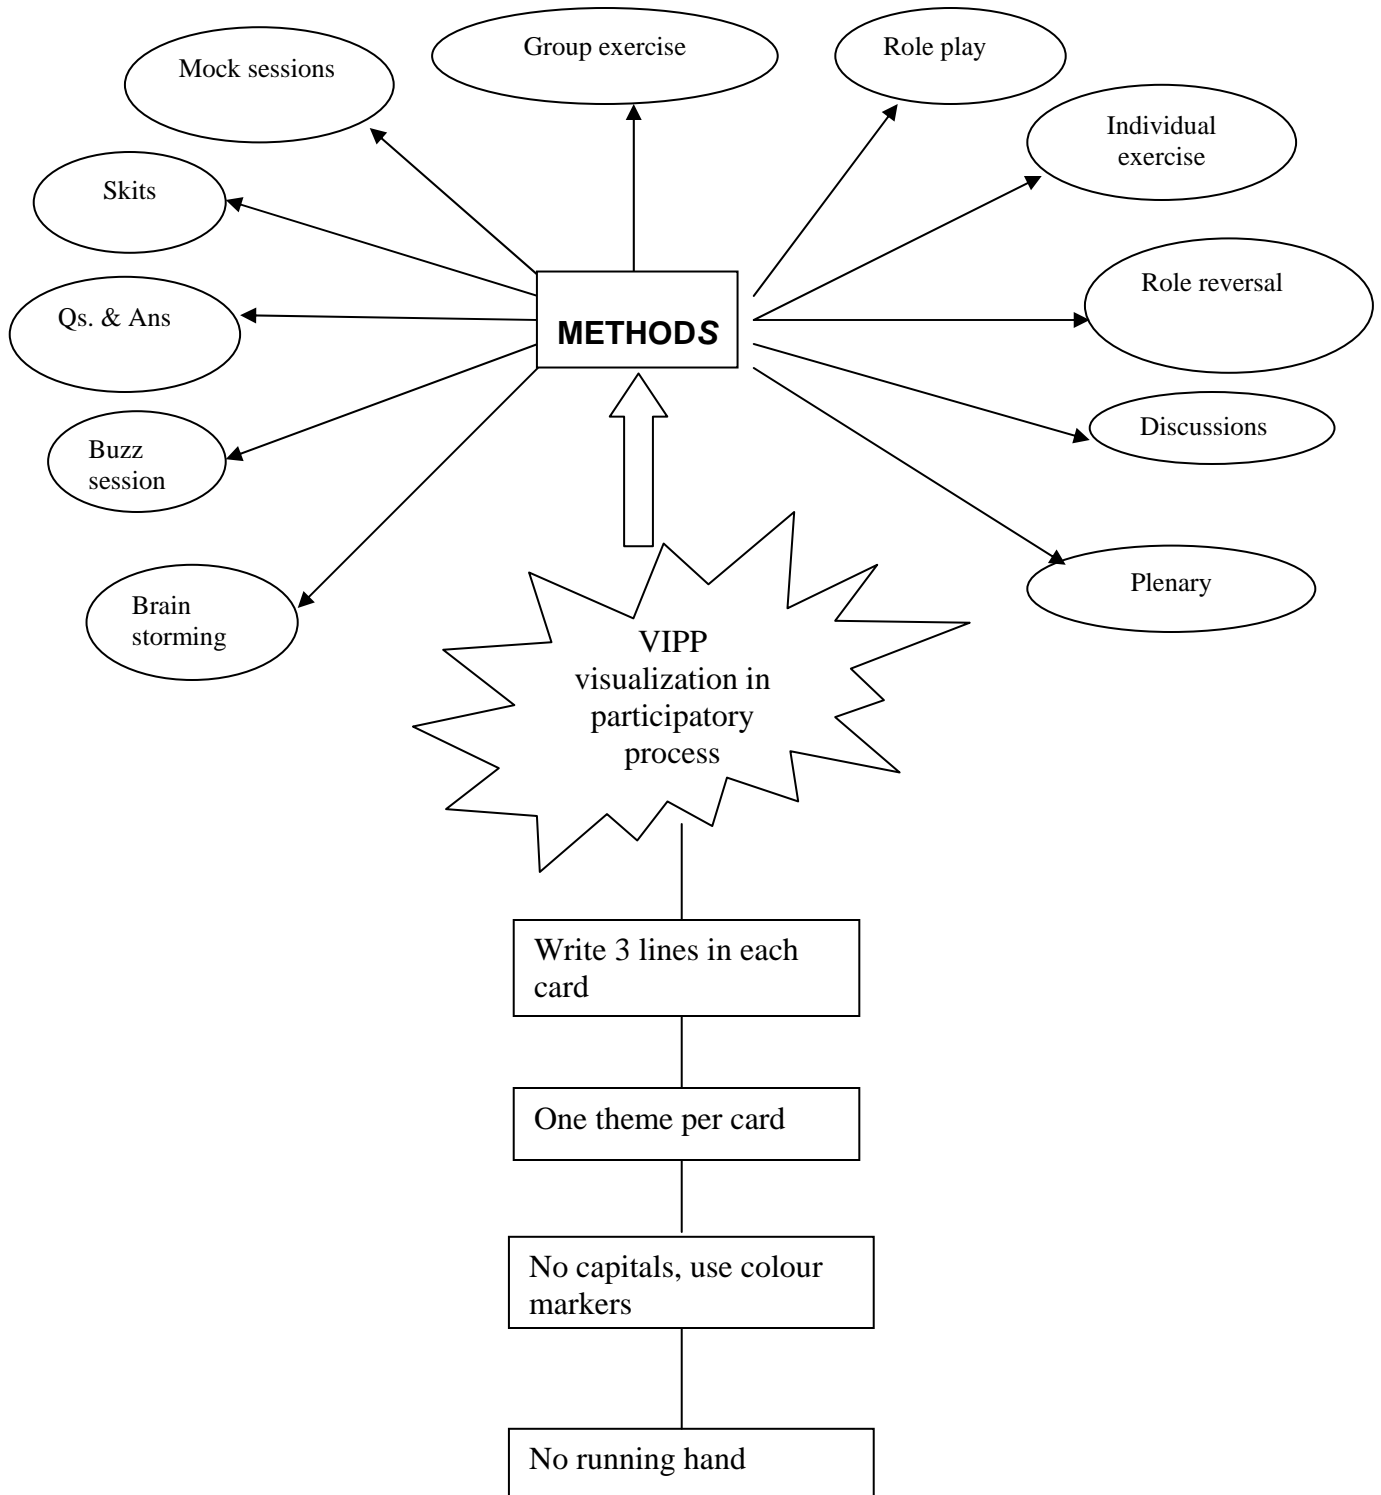 Group exercise
Role play
Mock sessions
Individual
exercise
Skits
Role reversal
Qs. & Ans
METHODS
Discussions
Buzz
session
Plenary
Brain
storming
VIPP
visualization in
participatory
process
Write 3 lines in each
card
One theme per card
No capitals, use colour
markers
No running hand